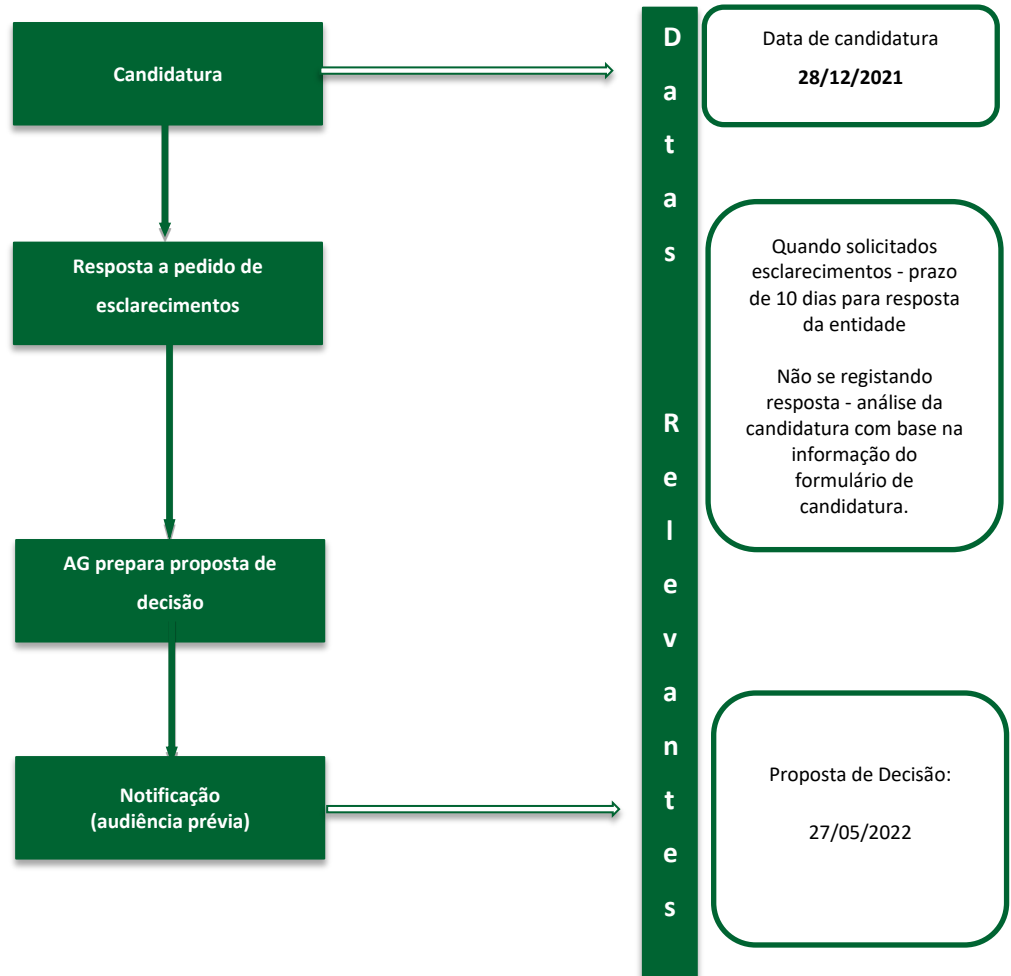 Candidatura
Resposta a pedido de
esclarecimentos
AG prepara proposta de
decisão
Notificação
(audiência prévia)
D
a
t
a
s
R
e
l
e
v
a
n
t
e
s
Data de candidatura
28/12/2021
Quando solicitados
esclarecimentos - prazo
de 10 dias para resposta
da entidade
Não se registando
resposta - análise da
candidatura com base na
informação do
formulário de
candidatura.
Proposta de Decisão:
27/05/2022